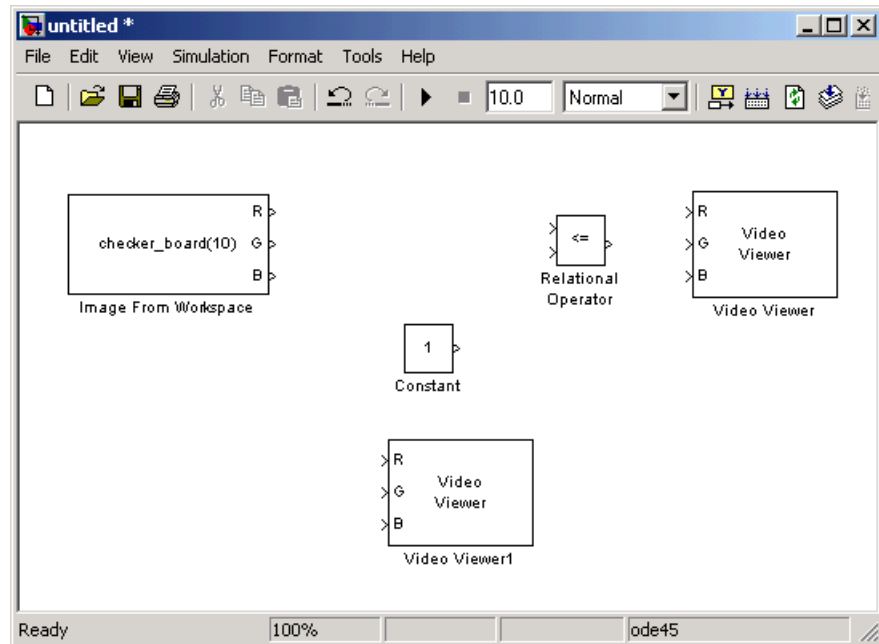 untitled *
File Edit View Simulation Format Tools Help
10.0 Normal
R
checker_board(10) G
B
Image From Workspace
<=
Relational
Operator
R
G
B
Video
Viewer
Video Viewer
1
Constant
R
G
B
Video
Viewer
Video Viewer1
Ready 100% ode45